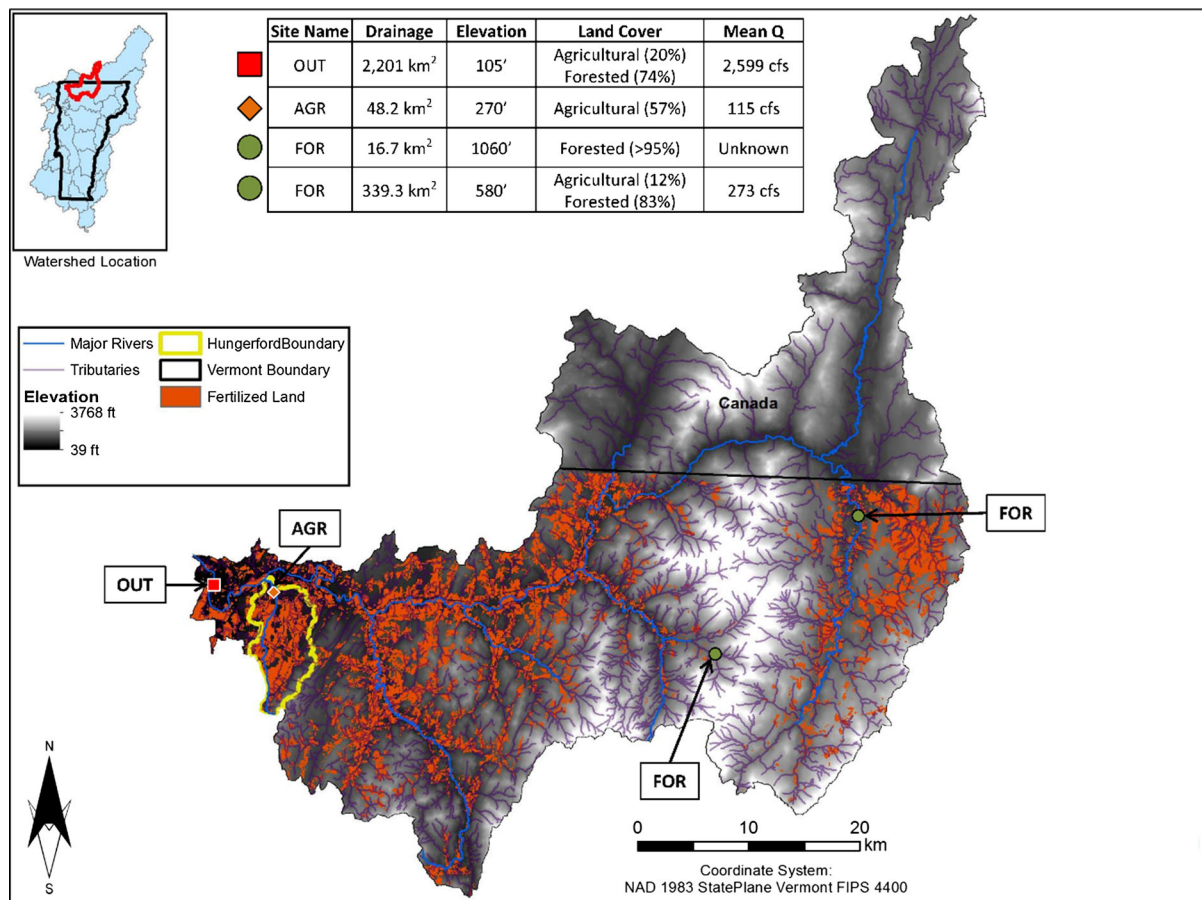 Site Name Drainage Elevation Land Cover Mean Q
OUT 2,201 km² 105′ Agricultural (20%) 2,599 cfs
Forested (74%)
AGR 48.2 km² 270′ Agricultural (57%) 115 cfs
FOR 16.7 km² 1060′ Forested (>95%) Unknown
FOR 339.3 km² 580′ Agricultural (12%) 273 cfs
Forested (83%)
Watershed Location
Major Rivers HungerfordBoundary
Tributaries Vermont Boundary
Elevation Fertilized Land
3768 ft
39 ft
Canada
FOR
AGR
OUT
FOR
N
S
0 10 20
km
Coordinate System:
NAD 1983 StatePlane Vermont FIPS 4400